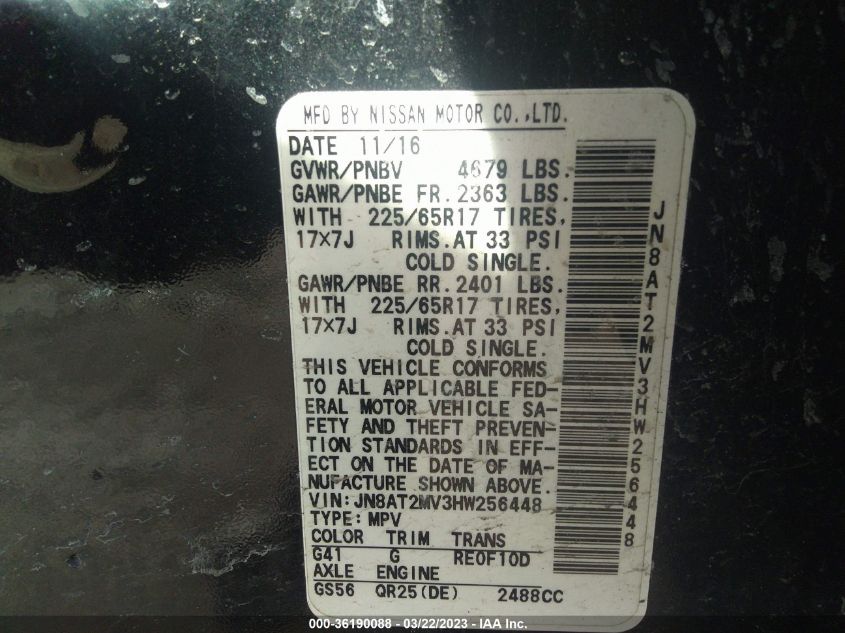 MFD BY NISSAN MOTOR CO.,LTD.
DATE 11/16
GVWR/PNBV 4679 LBS.
GAWR/PNBE FR.2363 LBS.
WITH 225/65R17 TIRES,
17×7J RIMS.AT 33 PSI
COLD SINGLE.
GAWR/PNBE RR.2401 LBS.
WITH 225/65R17 TIRES,
17×7J RIMS.AT 33 PSI
COLD SINGLE.
THIS VEHICLE CONFORMS
TO ALL APPLICABLE FED-
ERAL MOTOR VEHICLE SA-
FETY AND THEFT PREVEN-
TION STANDARDS IN EFF-
ECT ON THE DATE OF MA-
NUFACTURE SHOWN ABOVE.
VIN:JN8AT2MV3HW256448
TYPE:MPV
COLOR TRIM TRANS
G41 G RE0F10D
AXLE ENGINE
GS56 QR25(DE) 2488CC
JN8AT2MV3HW256448
000-36190088 - 03/22/2023 - IAA Inc.